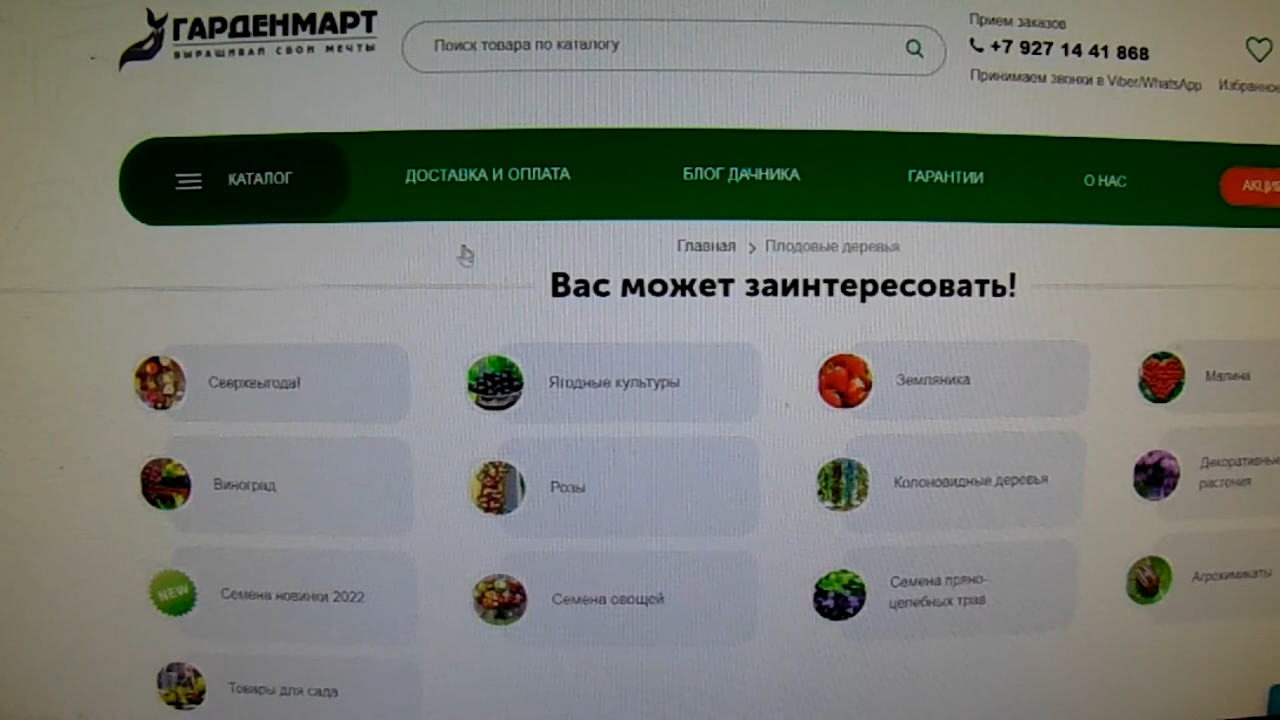 ГАРДЕНМАРТ
ВЫРАЩИВАЙ СВОИ МЕЧТЫ
Поиск товара по каталогу
Прием заказов
+7 927 14 41 868
Принимаем звонки в Viber/WhatsApp
Избранное
КАТАЛОГ
ДОСТАВКА И ОПЛАТА
БЛОГ ДАЧНИКА
ГАРАНТИИ
О НАС
АКЦИИ
Главная > Плодовые деревья
Вас может заинтересовать!
Сверхвыгода!
Ягодные культуры
Земляника
Малина
Виноград
Розы
Колоновидные деревья
Декоративные
растения
NEW
Семена новинки 2022
Семена овощей
Семена пряно-
целебных трав
Агрохимикаты
Товары для сада